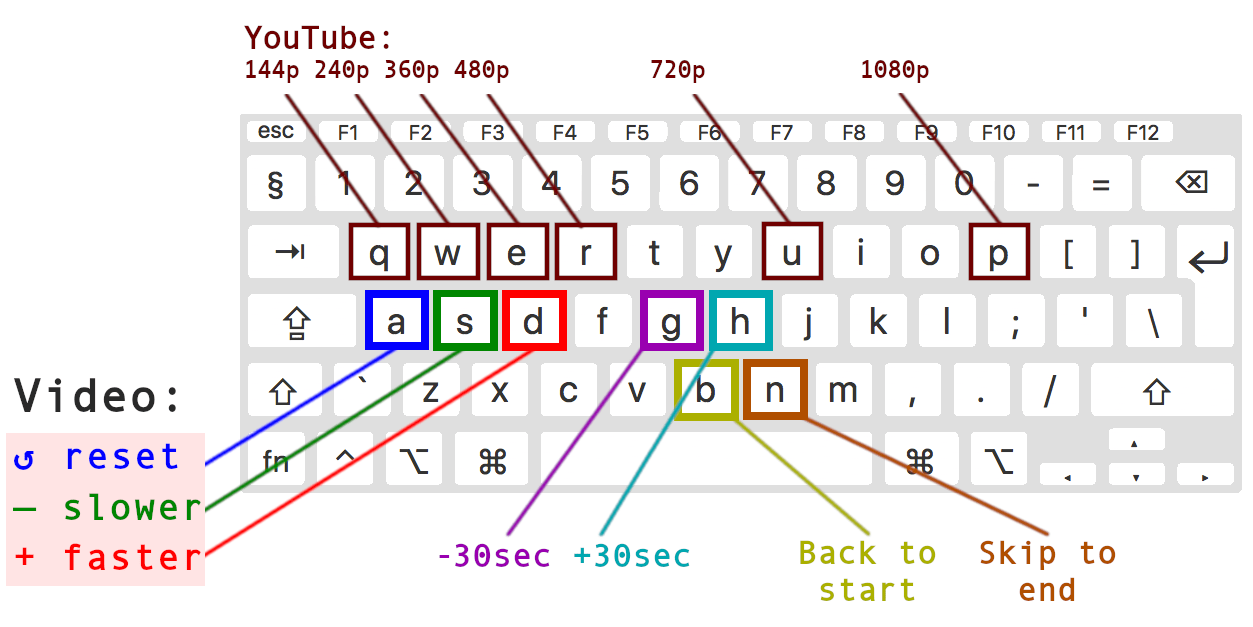 YouTube:
144p 240p 360p 480p 720p 1080p
esc F1 F2 F3 F4 F5 F6 F7 F8 F9 F10 F11 F12
§ 1 2 3 4 5 6 7 8 9 0 - = ⌫
⇥ q w e r t y u i o p [ ] ↵
⇪ a s d f g h j k l ; ' \
⇧ ` z x c v b n m , . / ⇧
fn ^ ⌥ ⌘ ⌘ ⌥ ◂ ▴ ▾ ▸
Video:
↺ reset
– slower
+ faster
-30sec +30sec
Back to
start
Skip to
end